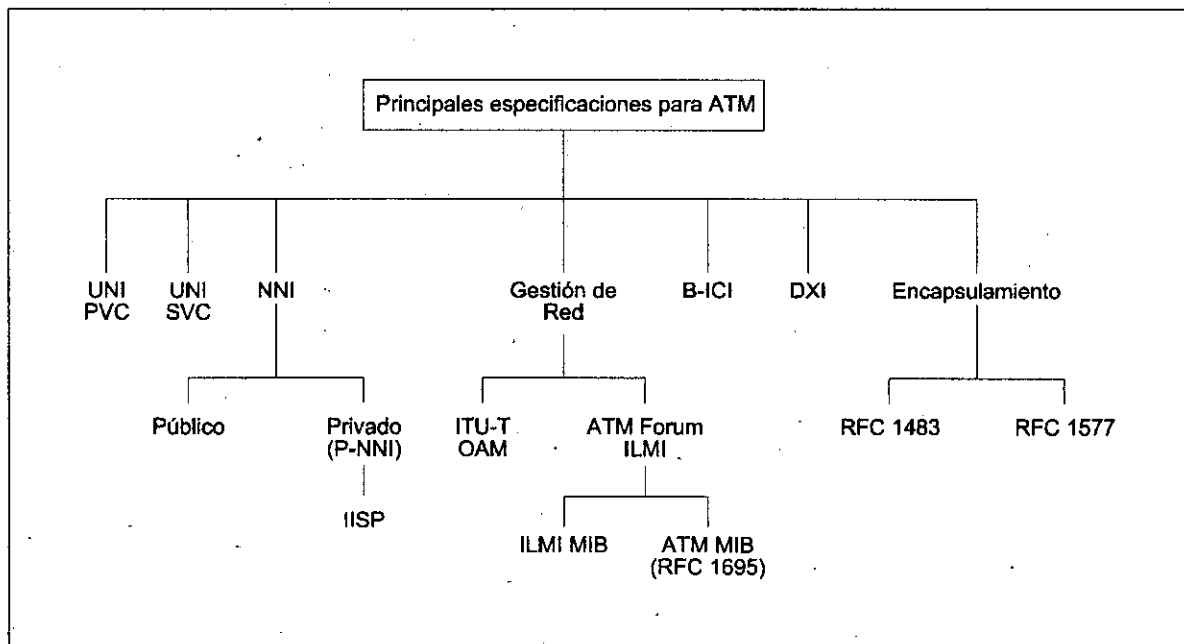 Principales especificaciones para ATM
UNI
PVC
UNI
SVC
NNI
Gestión de
Red
B-ICI
DXI
Encapsulamiento
Público
Privado
(P-NNI)
ITU-T
OAM
ATM Forum
ILMI
RFC 1483
RFC 1577
IISP
ILMI MIB
ATM MIB
(RFC 1695)